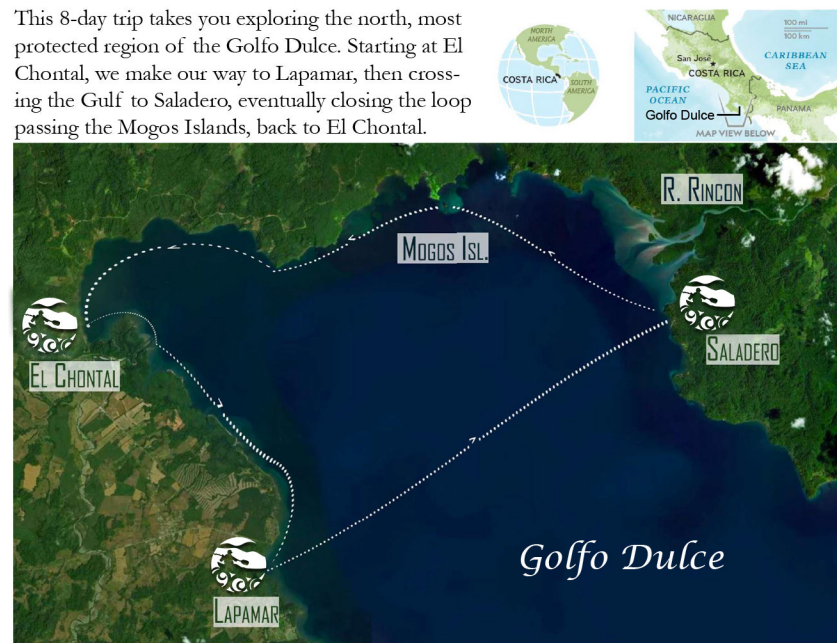 This 8-day trip takes you exploring the north, most
protected region of the Golfo Dulce. Starting at El
Chontal, we make our way to Lapamar, then cross-
ing the Gulf to Saladero, eventually closing the loop
passing the Mogos Islands, back to El Chontal.
NORTH
AMERICA
COSTA RICA
SOUTH
AMERICA
NICARAGUA
100 mi
100 km
San José
COSTA RICA
CARIBBEAN
SEA
PACIFIC
OCEAN
PANAMA
Golfo Dulce
MAP VIEW BELOW
R. RINCON
MOGOS ISL.
SALADERO
EL CHONTAL
Golfo Dulce
LAPAMAR